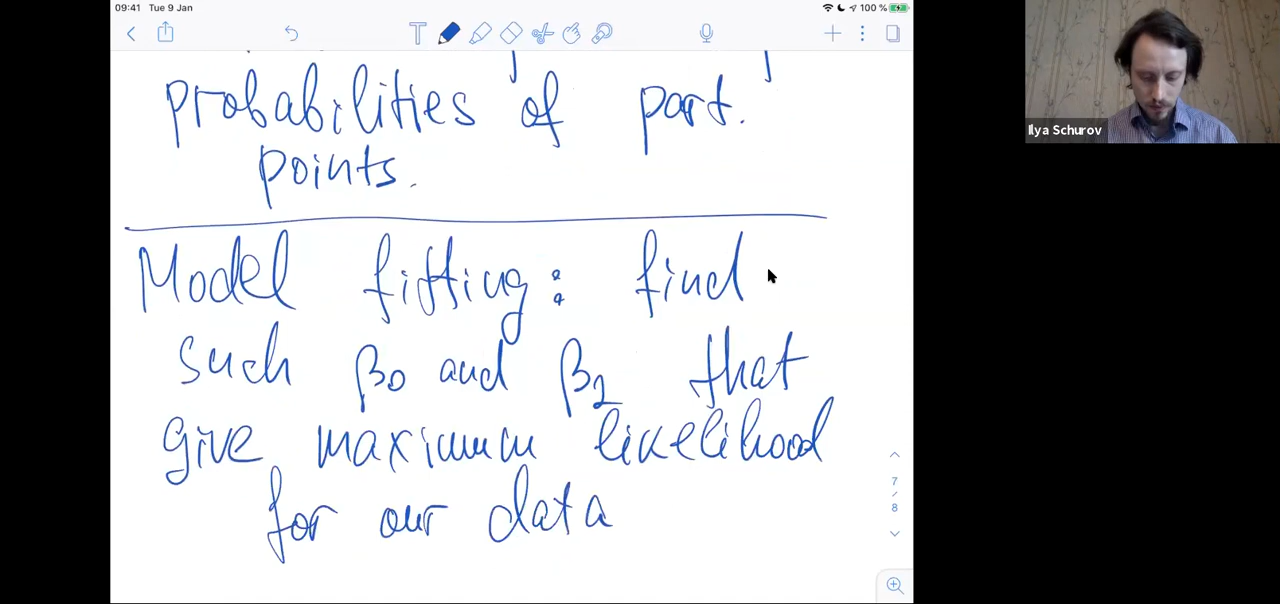 09:41 Tue 9 Jan
100 %
probabilities of part.
points.
Model fitting: find
such β0 and β1 that
give maximum likelihood
for our data
7
/
8
Ilya Schurov